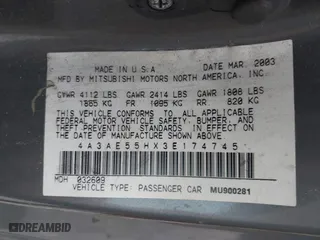 MADE IN U.S.A DATE MAR. 2003
MFD BY MITSUBISHI MOTORS NORTH AMERICA, INC
GVWR 4112 LBS GAWR 2414 LBS GAWR 1808 LBS
1865 KG FR 1095 KG RR 820 KG
THIS VEHICLE CONFORMS TO ALL APPLICABLE
FEDERAL MOTOR VEHICLE SAFETY, BUMPER, AND
THEFT PREVENTION STANDARDS IN EFFECT ON
THE DATE OF MANUFACTURE SHOWN ABOVE
4A3AE55HX3E174745
MDH 032609
VEHICLE TYPE: PASSENGER CAR MU900281
AUTOBIDMASTER